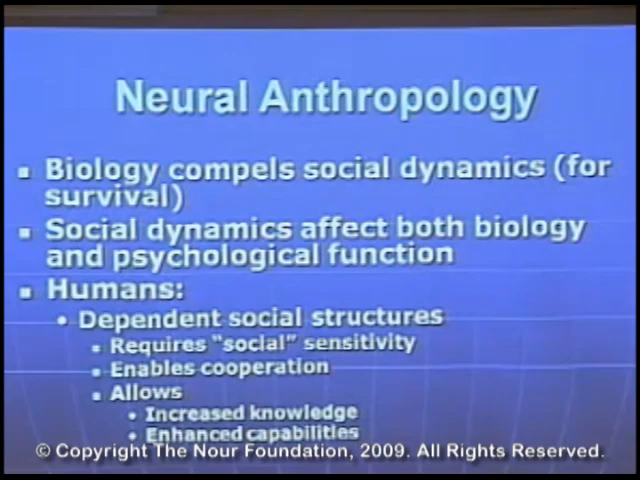 Neural Anthropology
Biology compels social dynamics (for
survival)
Social dynamics affect both biology
and psychological function
Humans:
Dependent social structures
Requires "social" sensitivity
Enables cooperation
Allows
Increased knowledge
Enhanced capabilities
© Copyright The Nour Foundation, 2009. All Rights Reserved.